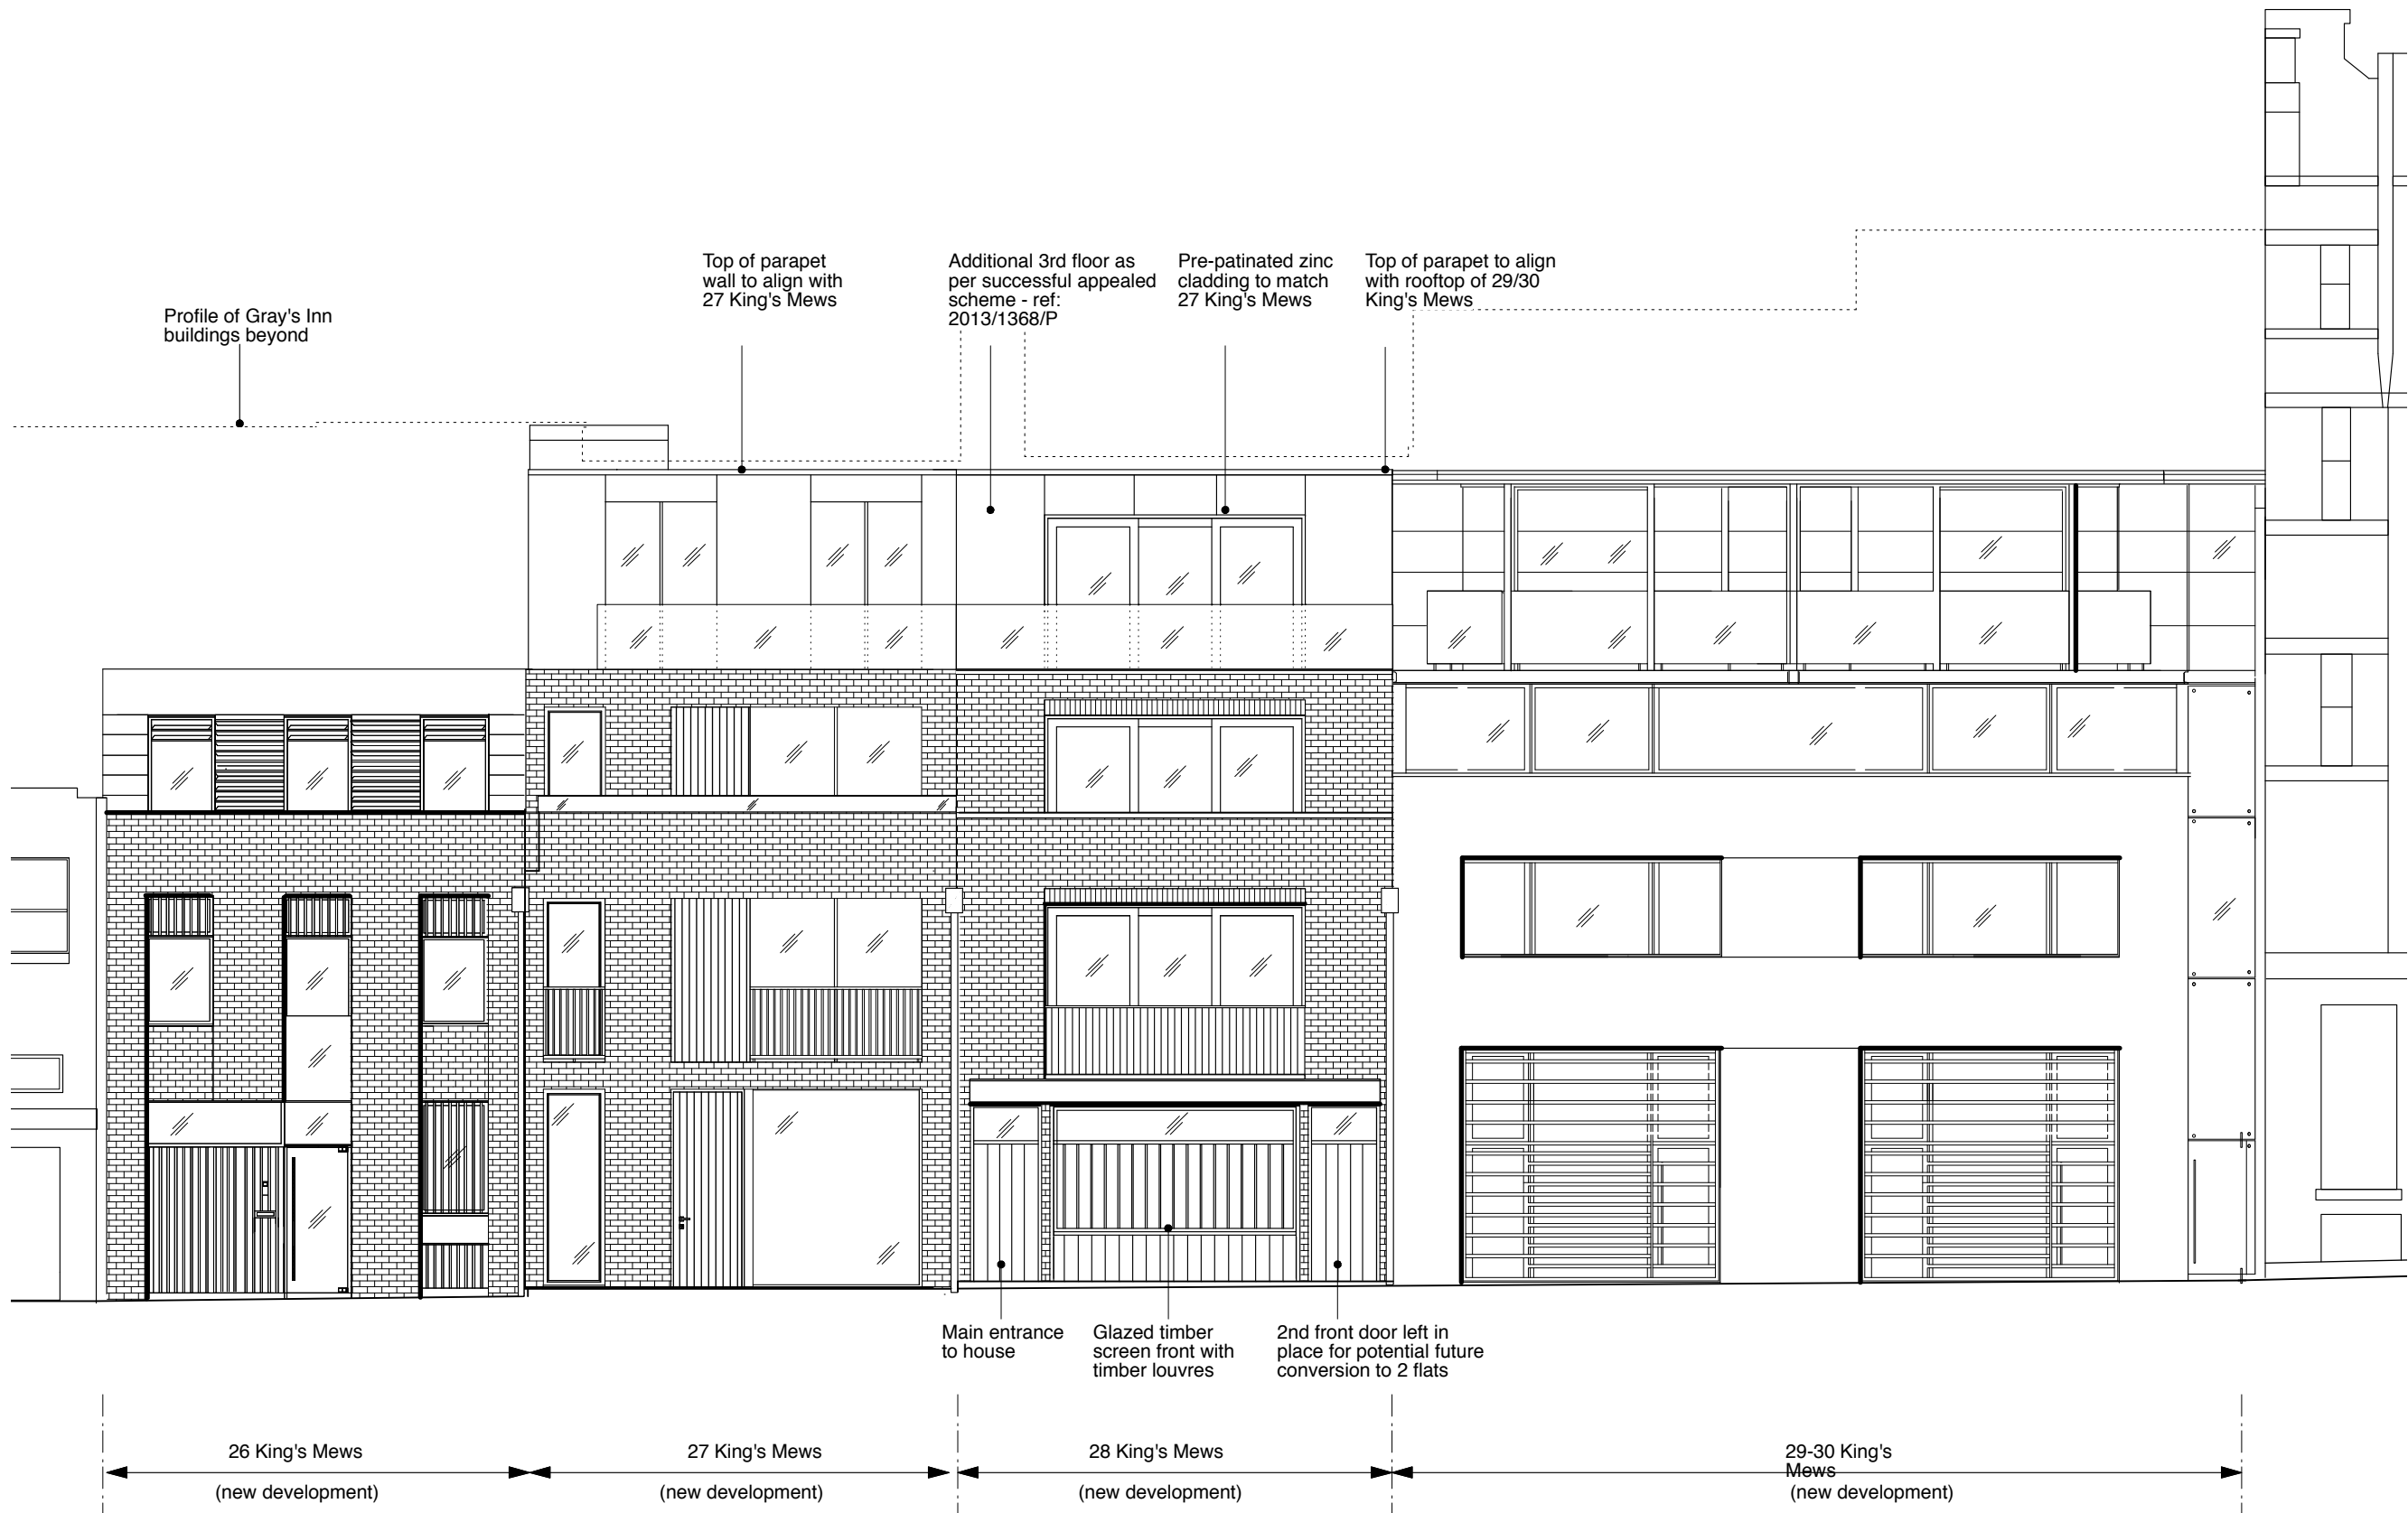 Profile of Gray's Inn
buildings beyond
Top of parapet
wall to align with
27 King's Mews
Additional 3rd floor as
per successful appealed
scheme - ref:
2013/1368/P
Pre-patinated zinc
cladding to match
27 King's Mews
Top of parapet to align
with rooftop of 29/30
King's Mews
Main entrance
to house
Glazed timber
screen front with
timber louvres
2nd front door left in
place for potential future
conversion to 2 flats
26 King's Mews
(new development)
27 King's Mews
(new development)
28 King's Mews
(new development)
29-30 King's
Mews
(new development)